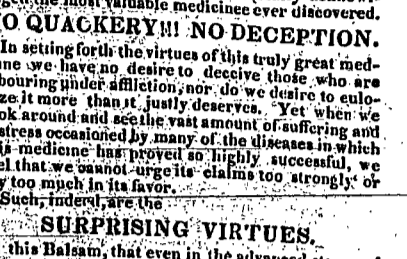 the most valuable medicinee ever discovered.
O QUACKERY!!! NO DECEPTION.
In setting forth the virtues of this truly great med-
ine we have no desire to deceive those who are
bouring under affliction, nor do we desire to eulo-
ze it more than it justly deserves. Yet when we
ok around and see the vast amount of suffering and
stress occasioned by many of the diseases in which
is medicine has proved so highly successful, we
el that we cannot urge its claims too strongly or
y too much in its favor.
Such, indeed, are the
SURPRISING VIRTUES.
this Balsam, that even in the advanced